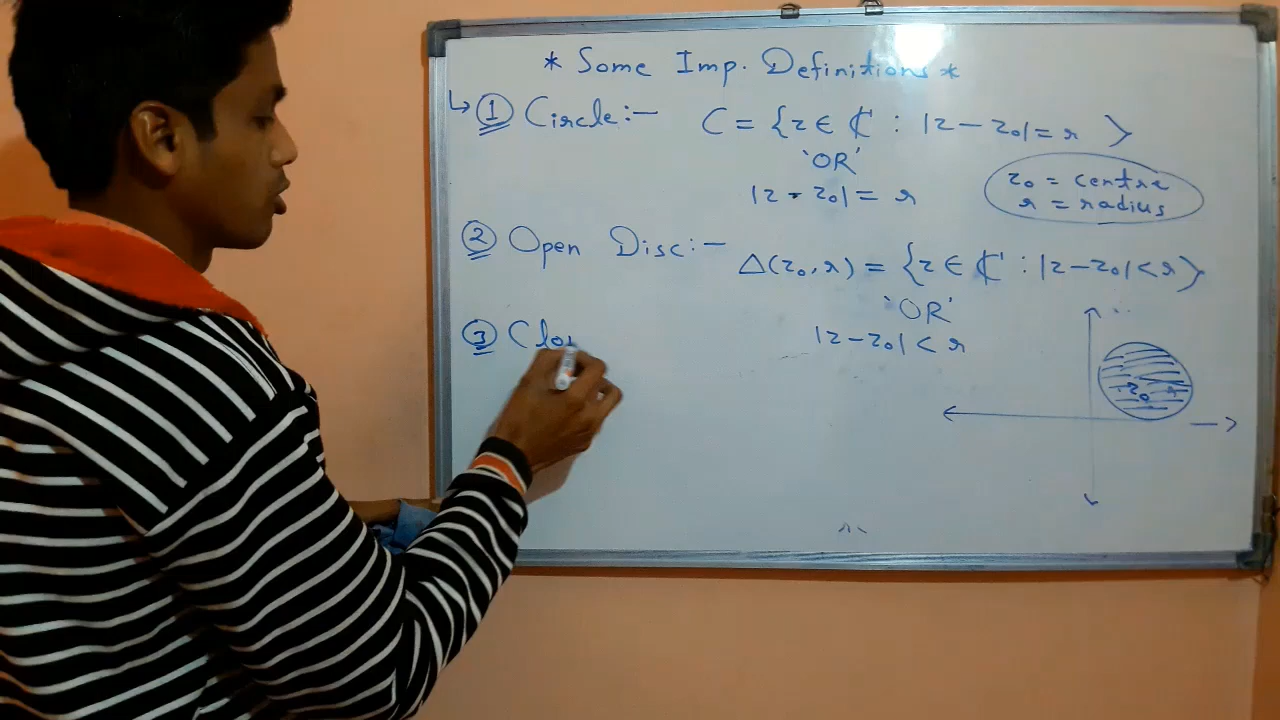 * Some Imp. Definitions *
↳ ① Circle:— C = {z ∈ ℂ : |z - z₀| = r }
'OR'
|z - z₀| = r
z₀ = centre
r = radius
② Open Disc:— Δ(z₀, r) = {z ∈ ℂ : |z - z₀| < r}
'OR'
|z - z₀| < r
③ Clo
z₀